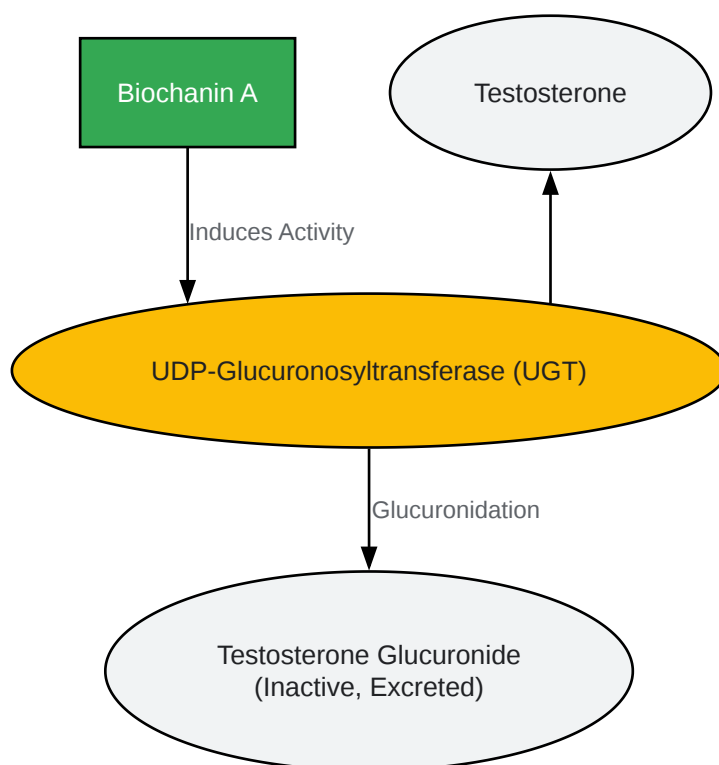 Biochanin A
Testosterone
Induces Activity
UDP-Glucuronosyltransferase (UGT)
Glucuronidation
Testosterone Glucuronide
(Inactive, Excreted)